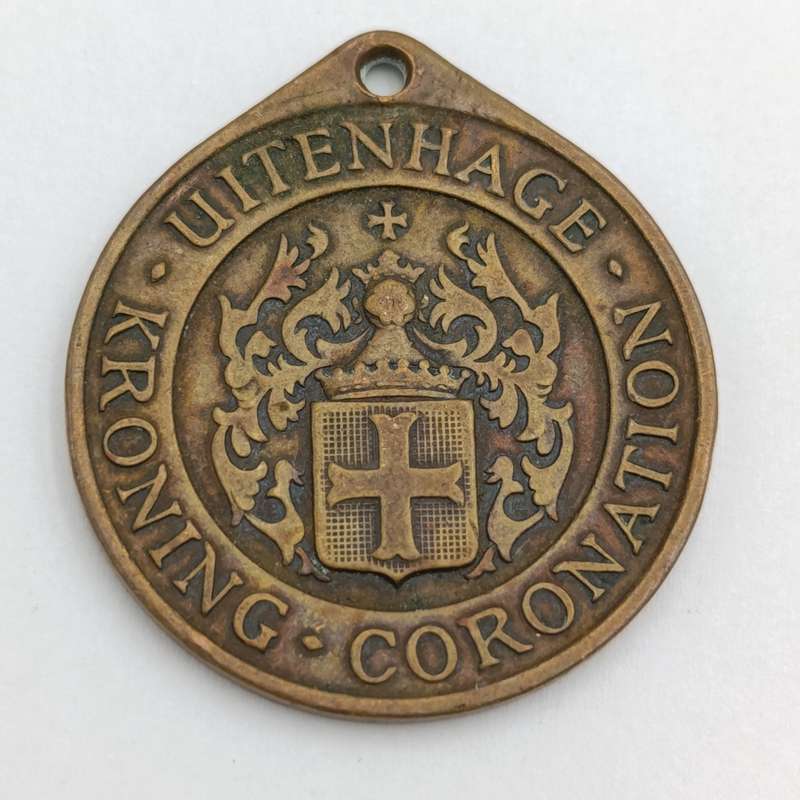 · UITENHAGE ·
KRONING · CORONATION